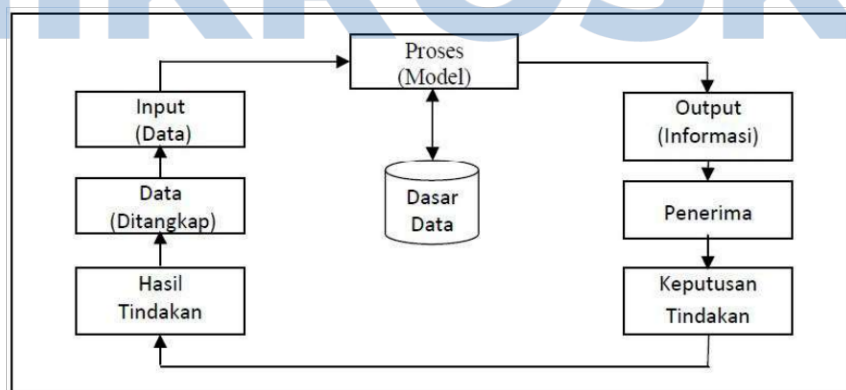 Proses
(Model)
Input
(Data)
Output
(Informasi)
Data
(Ditangkap)
Dasar
Data
Penerima
Hasil
Tindakan
Keputusan
Tindakan